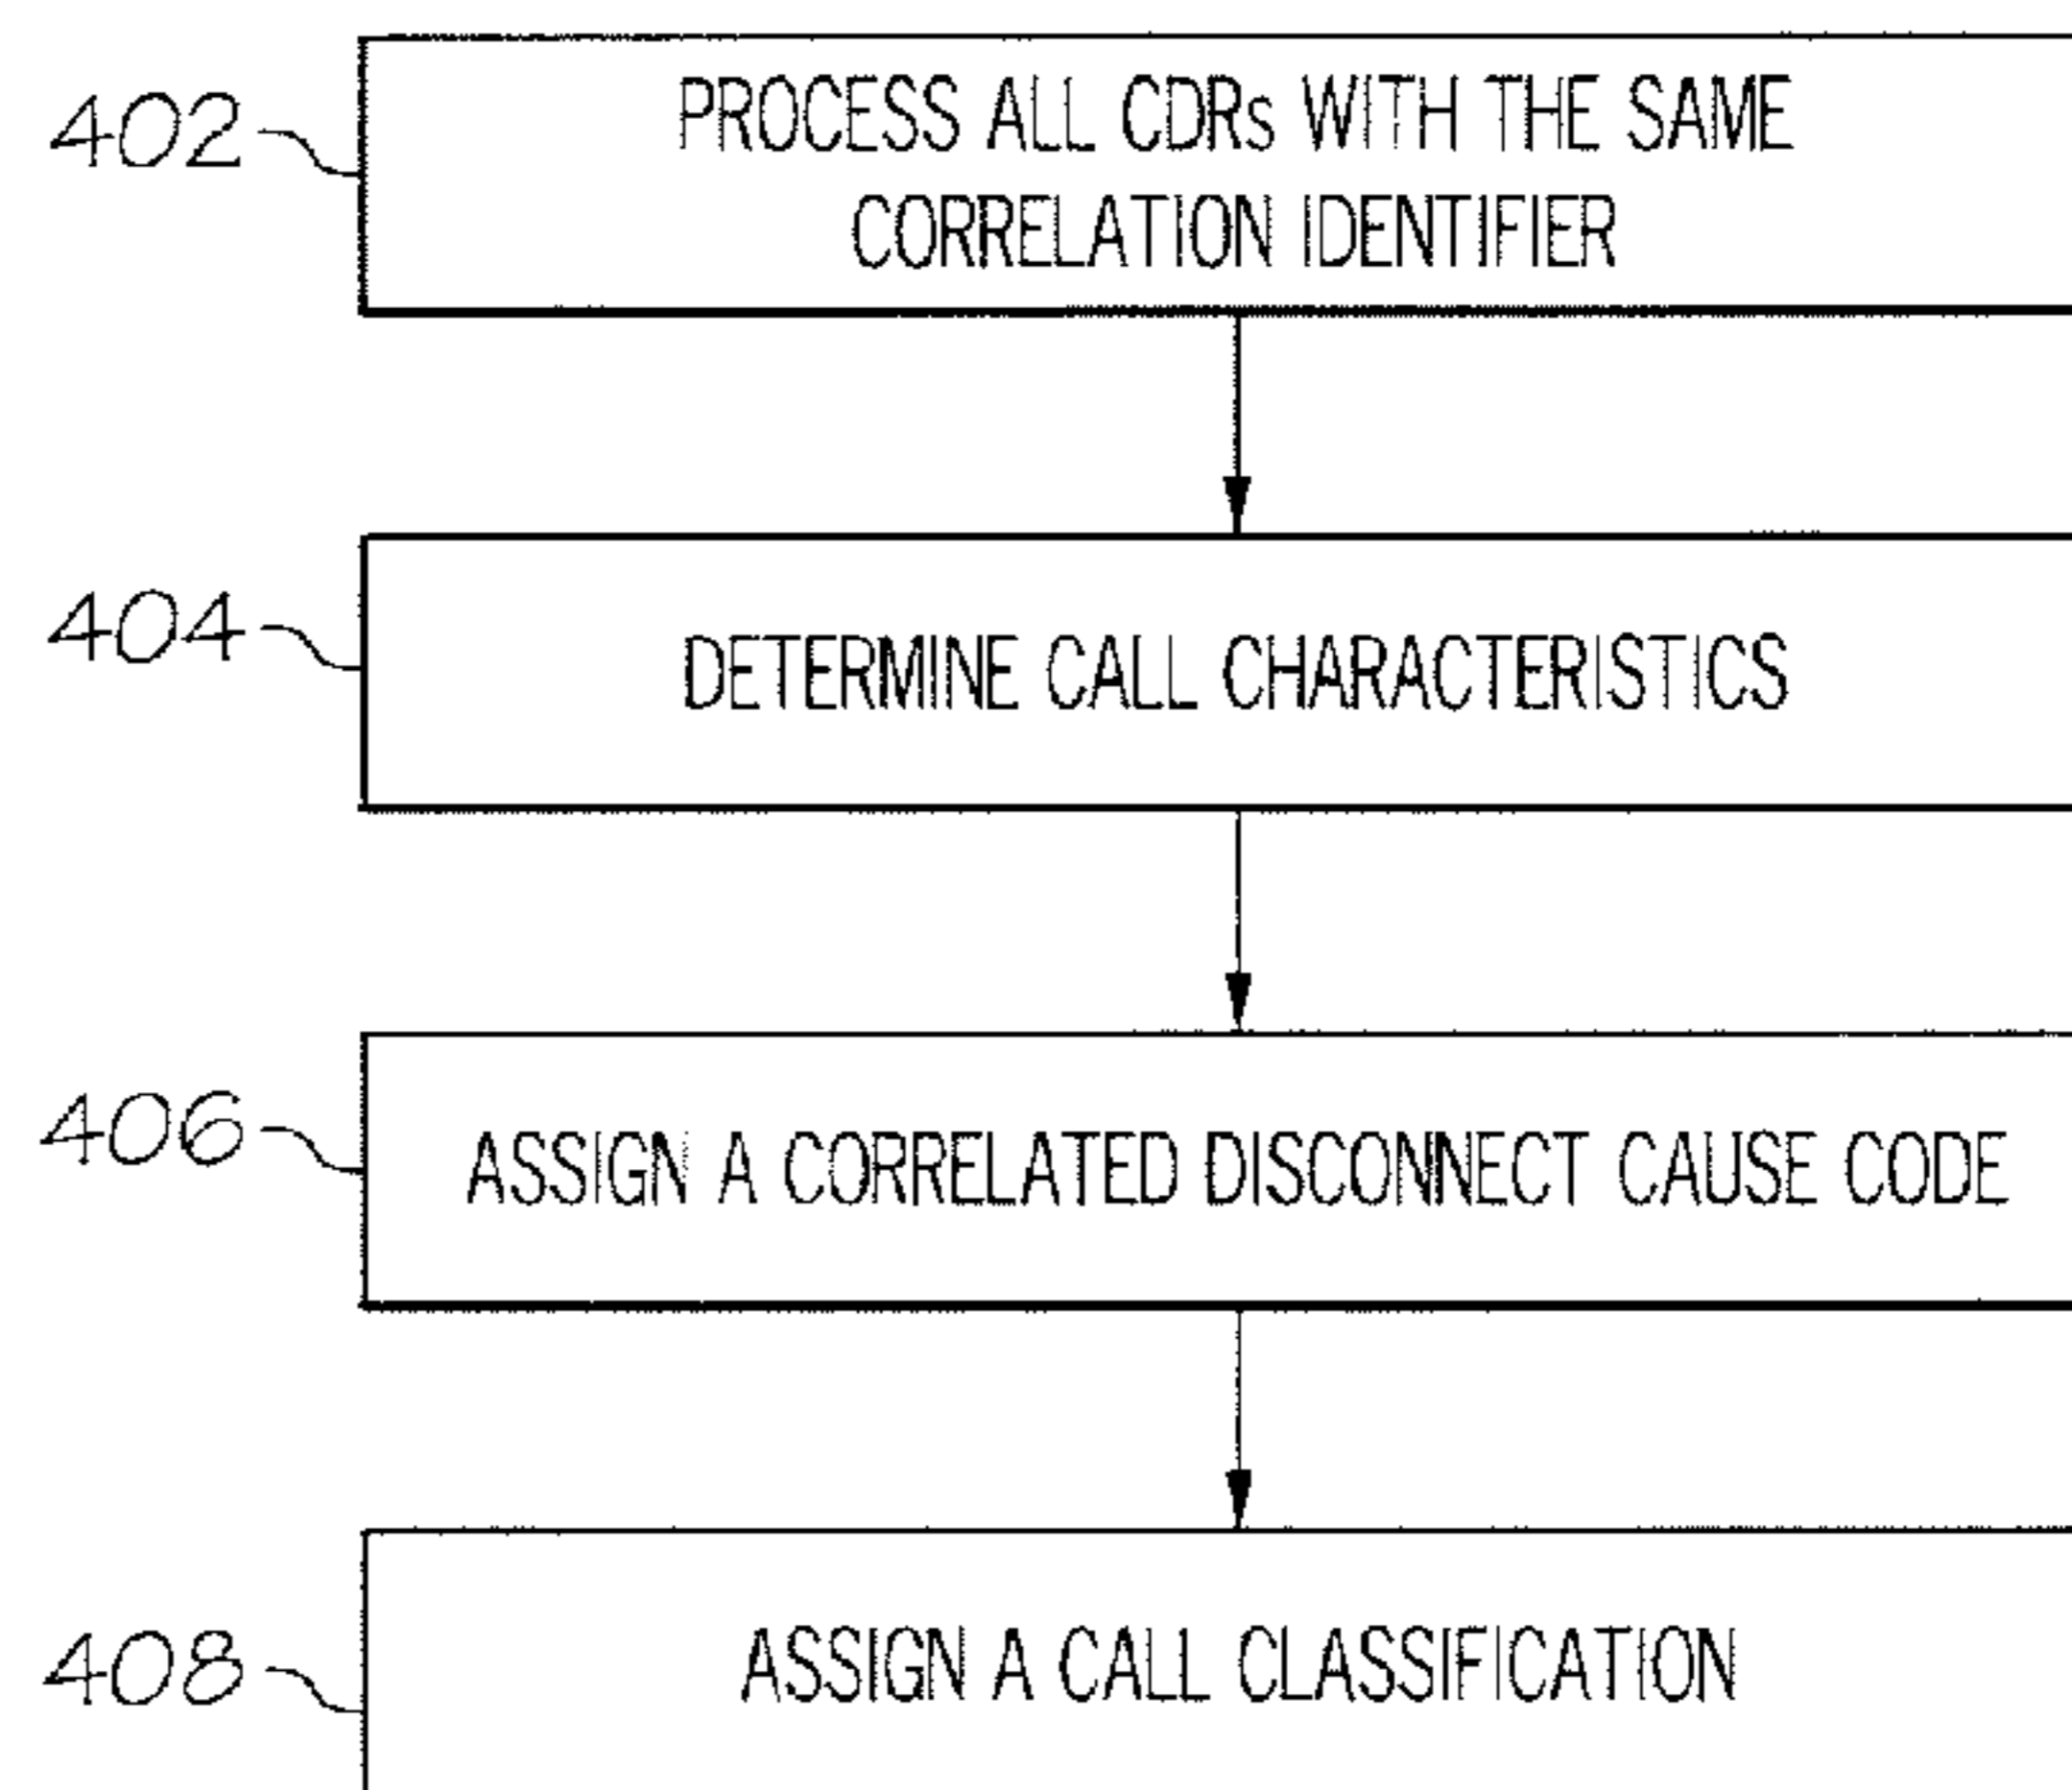 402
PROCESS ALL CDRs WITH THE SAME
CORRELATION IDENTIFIER
404
DETERMINE CALL CHARACTERISTICS
406
ASSIGN A CORRELATED DISCONNECT CAUSE CODE
408
ASSIGN A CALL CLASSIFICATION